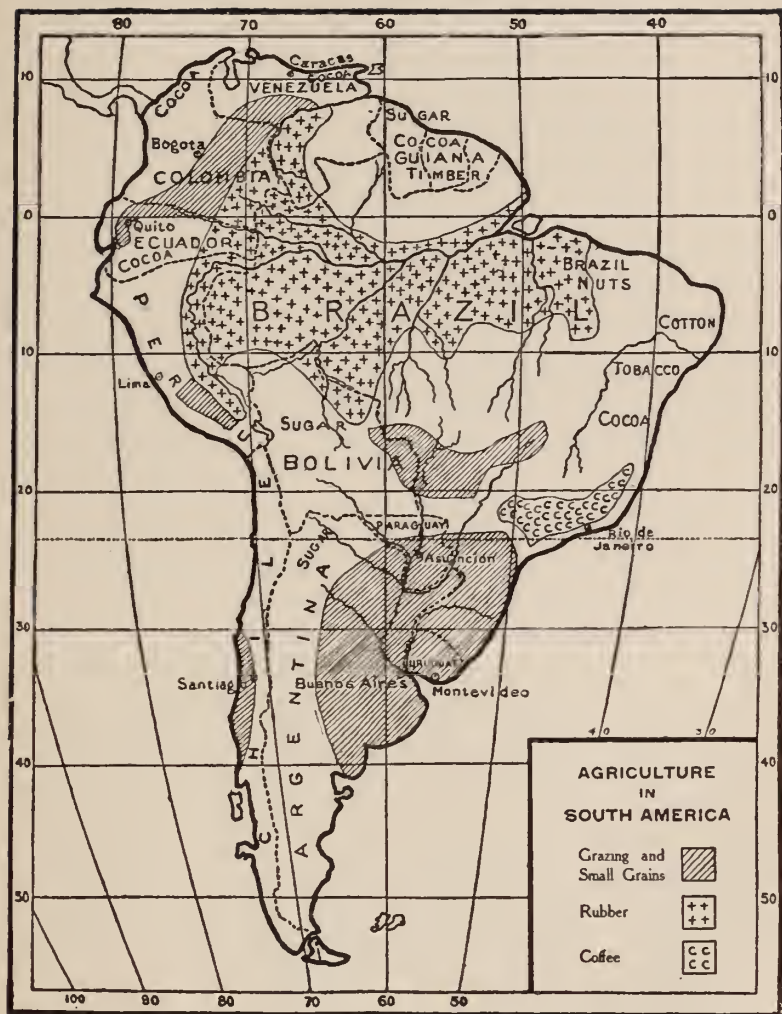 80 70 60 50 40
10 10
COCOA
Caracas
COCOA
VENEZUELA
SUGAR
COCOA
GUIANA
TIMBER
Bogota
COLOMBIA
0 0
Quito
ECUADOR
COCOA
BRAZIL
BRAZIL
NUTS
PERU
COTTON
10 10
Lima
TOBACCO
SUGAR
COCOA
BOLIVIA
20 20
CHILE
PARAGUAY
SUGAR
Asuncion
Rio de
Janeiro
ARGENTINA
30 30
URUGUAY
Santiag
Buenos Aires
Montevideo
40 30
40 40
AGRICULTURE
IN
SOUTH AMERICA
Grazing and
Small Grains
Rubber
++
++
Coffee
C C
C C
50 50
100 90 80 70 60 50